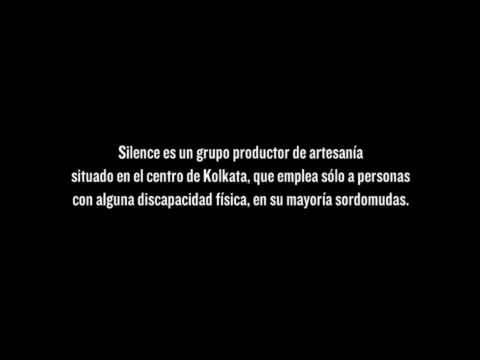 Silence es un grupo productor de artesanía
situado en el centro de Kolkata, que emplea sólo a personas
con alguna discapacidad física, en su mayoría sordomudas.